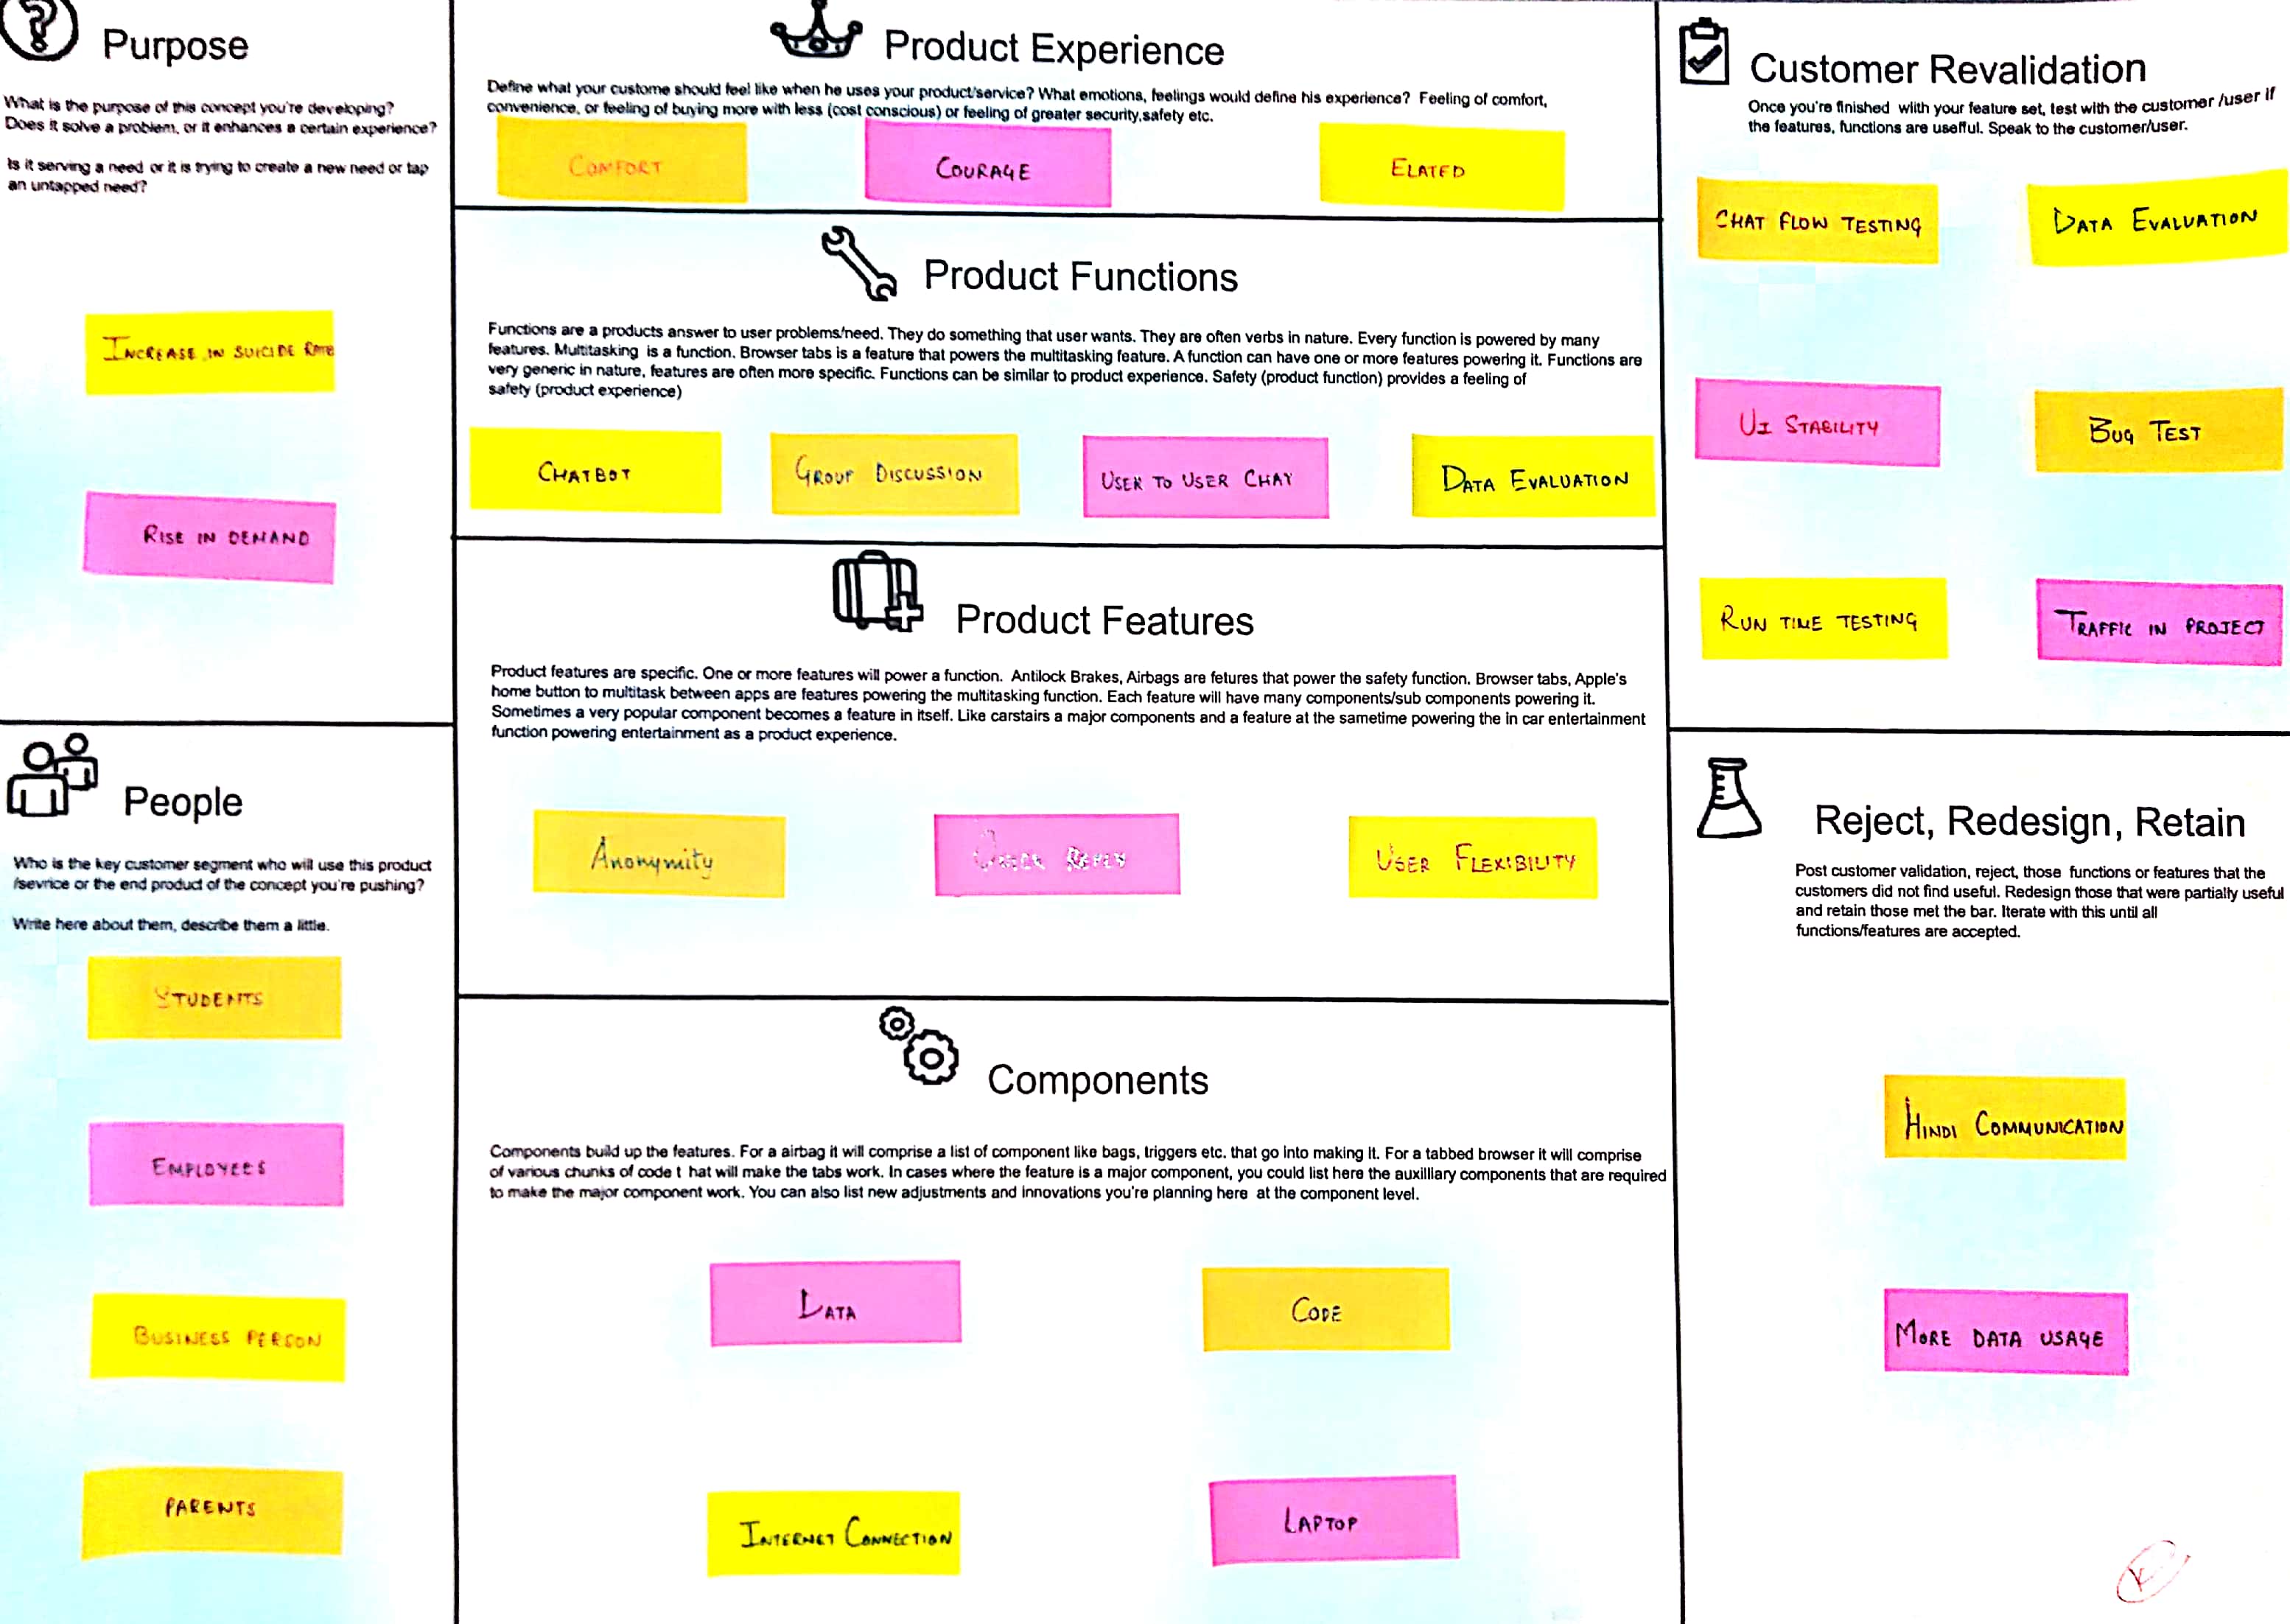 Purpose
What is the purpose of this concept you're developing?
Does it solve a problem, or it enhances a certain experience?
Is it serving a need or it is trying to create a new need or tap
an untapped need?
INCREASE IN SUICIDE RATE
RISE IN DEMAND
People
Who is the key customer segment who will use this product
/sevrice or the end product of the concept you're pushing?
Write here about them, describe them a little.
STUDENTS
EMPLOYEES
BUSINESS PERSON
PARENTS
Product Experience
Define what your custome should feel like when he uses your product/service? What emotions, feelings would define his experience? Feeling of comfort,
convenience, or feeling of buying more with less (cost conscious) or feeling of greater security,safety etc.
COMFORT
COURAGE
ELATED
Product Functions
Functions are a products answer to user problems/need. They do something that user wants. They are often verbs in nature. Every function is powered by many
features. Multitasking is a function. Browser tabs is a feature that powers the multitasking feature. A function can have one or more features powering it. Functions are
very generic in nature, features are often more specific. Functions can be similar to product experience. Safety (product function) provides a feeling of
safety (product experience)
CHATBOT
GROUP DISCUSSION
USER TO USER CHAT
DATA EVALUATION
Product Features
Product features are specific. One or more features will power a function. Antilock Brakes, Airbags are fetures that power the safety function. Browser tabs, Apple's
home button to multitask between apps are features powering the multitasking function. Each feature will have many components/sub components powering it.
Sometimes a very popular component becomes a feature in itself. Like carstairs a major components and a feature at the sametime powering the in car entertainment
function powering entertainment as a product experience.
Anonymity
USER FLEXIBILITY
Components
Components build up the features. For a airbag it will comprise a list of component like bags, triggers etc. that go into making it. For a tabbed browser it will comprise
of various chunks of code t hat will make the tabs work. In cases where the feature is a major component, you could list here the auxilliary components that are required
to make the major component work. You can also list new adjustments and innovations you're planning here at the component level.
DATA
CODE
INTERNET CONNECTION
LAPTOP
Customer Revalidation
Once you're finished wiith your feature set, test with the customer /user if
the features, functions are usefful. Speak to the customer/user.
CHAT FLOW TESTING
DATA EVALUATION
UI STABILITY
BUG TEST
RUN TIME TESTING
TRAFFIC IN PROJECT
Reject, Redesign, Retain
Post customer validation, reject, those functions or features that the
customers did not find useful. Redesign those that were partially useful
and retain those met the bar. Iterate with this until all
functions/features are accepted.
HINDI COMMUNICATION
MORE DATA USAGE